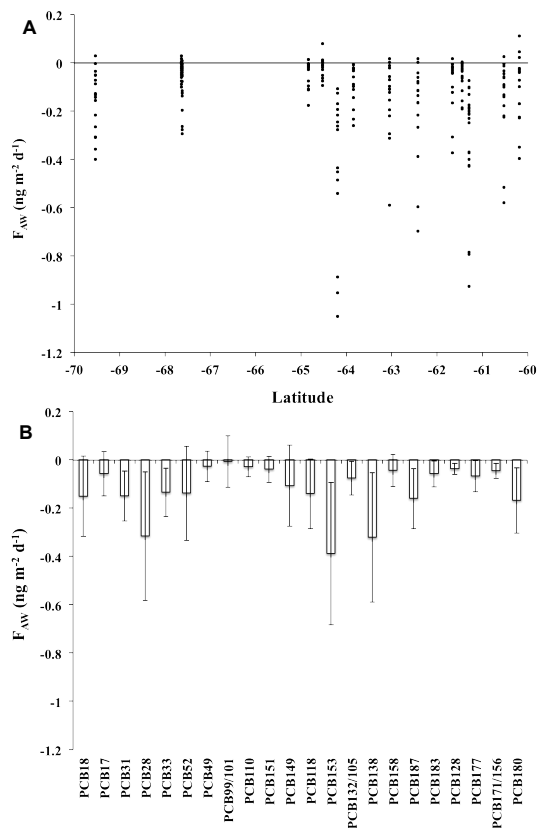 A
0.2
0
-0.2
-0.4
-0.6
-0.8
-1
-1.2
F_AW (ng m⁻² d⁻¹)
-70 -69 -68 -67 -66 -65 -64 -63 -62 -61 -60
Latitude
B
0.2
0
-0.2
-0.4
-0.6
-0.8
-1
-1.2
F_AW (ng m⁻² d⁻¹)
PCB18
PCB17
PCB31
PCB28
PCB33
PCB52
PCB49
PCB99/101
PCB110
PCB151
PCB149
PCB118
PCB153
PCB132/105
PCB138
PCB158
PCB187
PCB183
PCB128
PCB177
PCB171/156
PCB180